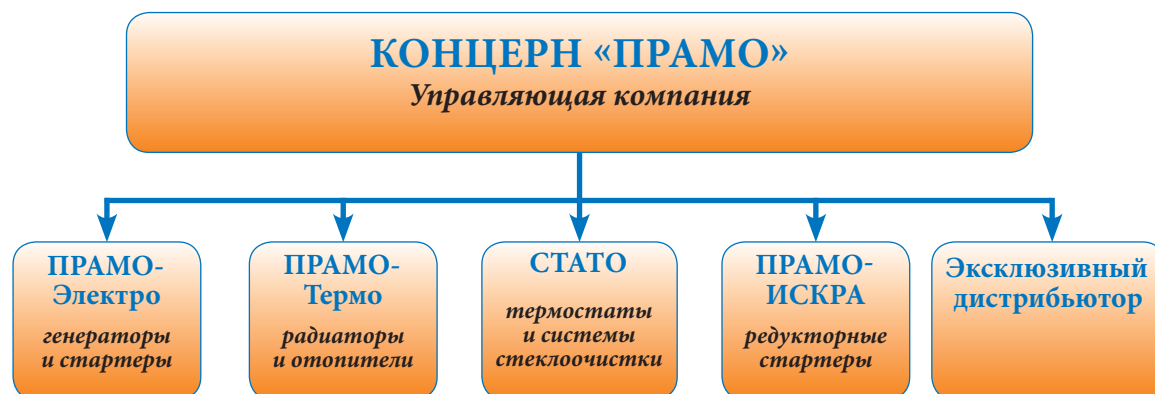 КОНЦЕРН «ПРАМО»
Управляющая компания
ПРАМО-
Электро
генераторы
и стартеры
ПРАМО-
Термо
радиаторы
и отопители
СТАТО
термостаты
и системы
стеклоочистки
ПРАМО-
ИСКРА
редукторные
стартеры
Эксклюзивный
дистрибьютор